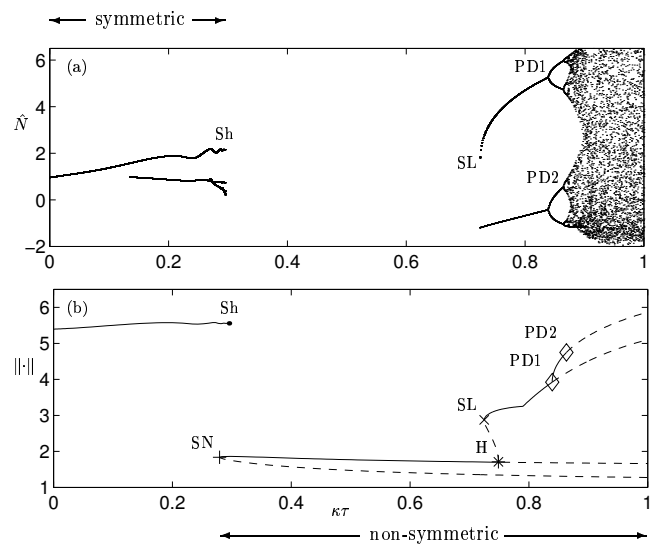 symmetric
(a)
6
4
2
0
−2
N̂
Sh
SL
PD1
PD2
0
0.2
0.4
0.6
0.8
1
(b)
6
5
4
3
2
1
||·||
Sh
SN
SL
H
PD2
PD1
0
0.2
0.4
0.6
0.8
1
κτ
non-symmetric